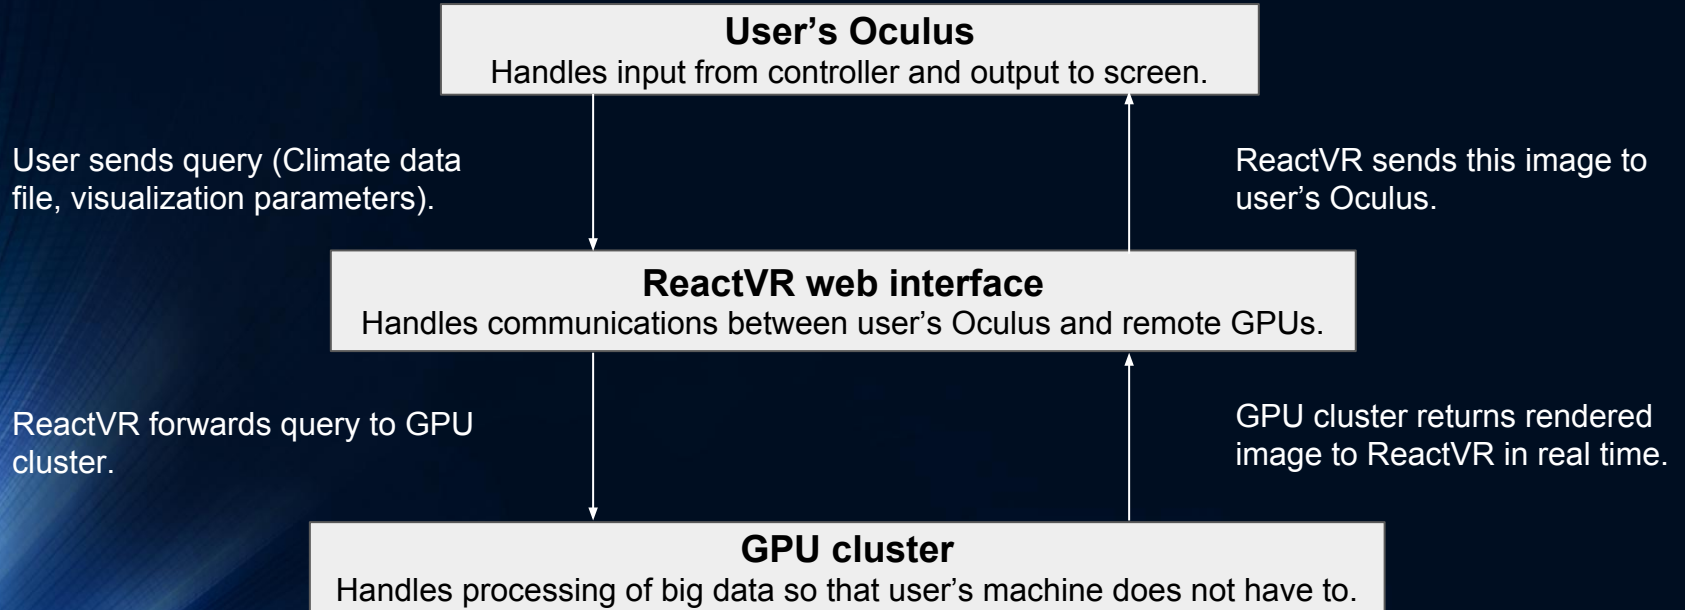 User’s Oculus
Handles input from controller and output to screen.
User sends query (Climate data
file, visualization parameters).
ReactVR sends this image to
user’s Oculus.
ReactVR web interface
Handles communications between user’s Oculus and remote GPUs.
ReactVR forwards query to GPU
cluster.
GPU cluster returns rendered
image to ReactVR in real time.
GPU cluster
Handles processing of big data so that user’s machine does not have to.